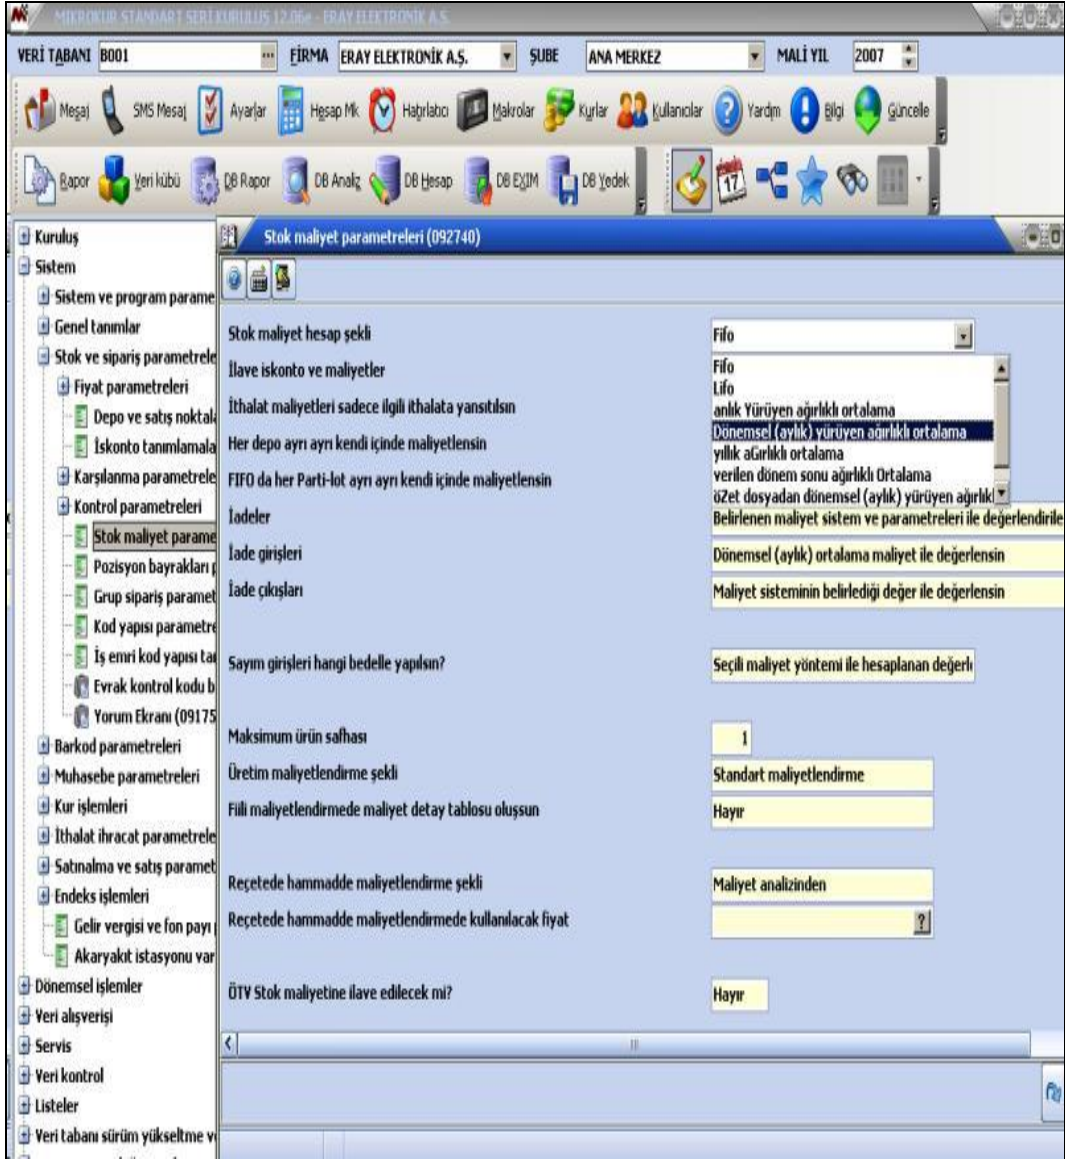 MIKROKUR STANDART SERİ KURULUŞ 12.06e - ERAY ELEKTRONİK A.Ş.
VERİ TABANI B001 ... FİRMA ERAY ELEKTRONİK A.Ş. ŞUBE ANA MERKEZ MALİ YIL 2007
Mesaj SMS Mesaj Ayarlar Hesap Mk Hatırlatıcı Makrolar Kurlar Kullanıcılar Yardım Bilgi Güncelle
Rapor Veri kübü DB Rapor DB Analiz DB Hesap DB EXIM DB Yedek 17
Kuruluş
Sistem
Sistem ve program parame
Genel tanımlar
Stok ve sipariş parametrele
Fiyat parametreleri
Depo ve satış noktala
İskonto tanımlamala
Karşılanma parametrele
Kontrol parametreleri
Stok maliyet parame
Pozisyon bayrakları p
Grup sipariş paramet
Kod yapısı parametre
İş emri kod yapısı tan
Evrak kontrol kodu b
Yorum Ekranı (09175
Barkod parametreleri
Muhasebe parametreleri
Kur işlemleri
İthalat ihracat parametrele
Satınalma ve satış paramet
Endeks işlemleri
Gelir vergisi ve fon payı p
Akaryakıt istasyonu var
Dönemsel işlemler
Veri alışverişi
Servis
Veri kontrol
Listeler
Veri tabanı sürüm yükseltme v
Stok maliyet parametreleri (092740)
Stok maliyet hesap şekli Fifo
Fifo
Lifo
anlık Yürüyen ağırlıklı ortalama
Dönemsel (aylık) yürüyen ağırlıklı ortalama
yıllık aGırlıklı ortalama
verilen dönem sonu ağırlıklı Ortalama
öZet dosyadan dönemsel (aylık) yürüyen ağırlıkl
İlave iskonto ve maliyetler
İthalat maliyetleri sadece ilgili ithalata yansıtılsın
Her depo ayrı ayrı kendi içinde maliyetlensin
FIFO da her Parti-lot ayrı ayrı kendi içinde maliyetlensin
İadeler Belirlenen maliyet sistem ve parametreleri ile değerlendirile
İade girişleri Dönemsel (aylık) ortalama maliyet ile değerlensin
İade çıkışları Maliyet sisteminin belirlediği değer ile değerlensin
Sayım girişleri hangi bedelle yapılsın? Seçili maliyet yöntemi ile hesaplanan değerle
Maksimum ürün safhası 1
Üretim maliyetlendirme şekli Standart maliyetlendirme
Fiili maliyetlendirmede maliyet detay tablosu oluşsun Hayır
Reçetede hammadde maliyetlendirme şekli Maliyet analizinden
Reçetede hammadde maliyetlendirmede kullanılacak fiyat ?
ÖTV Stok maliyetine ilave edilecek mi? Hayır